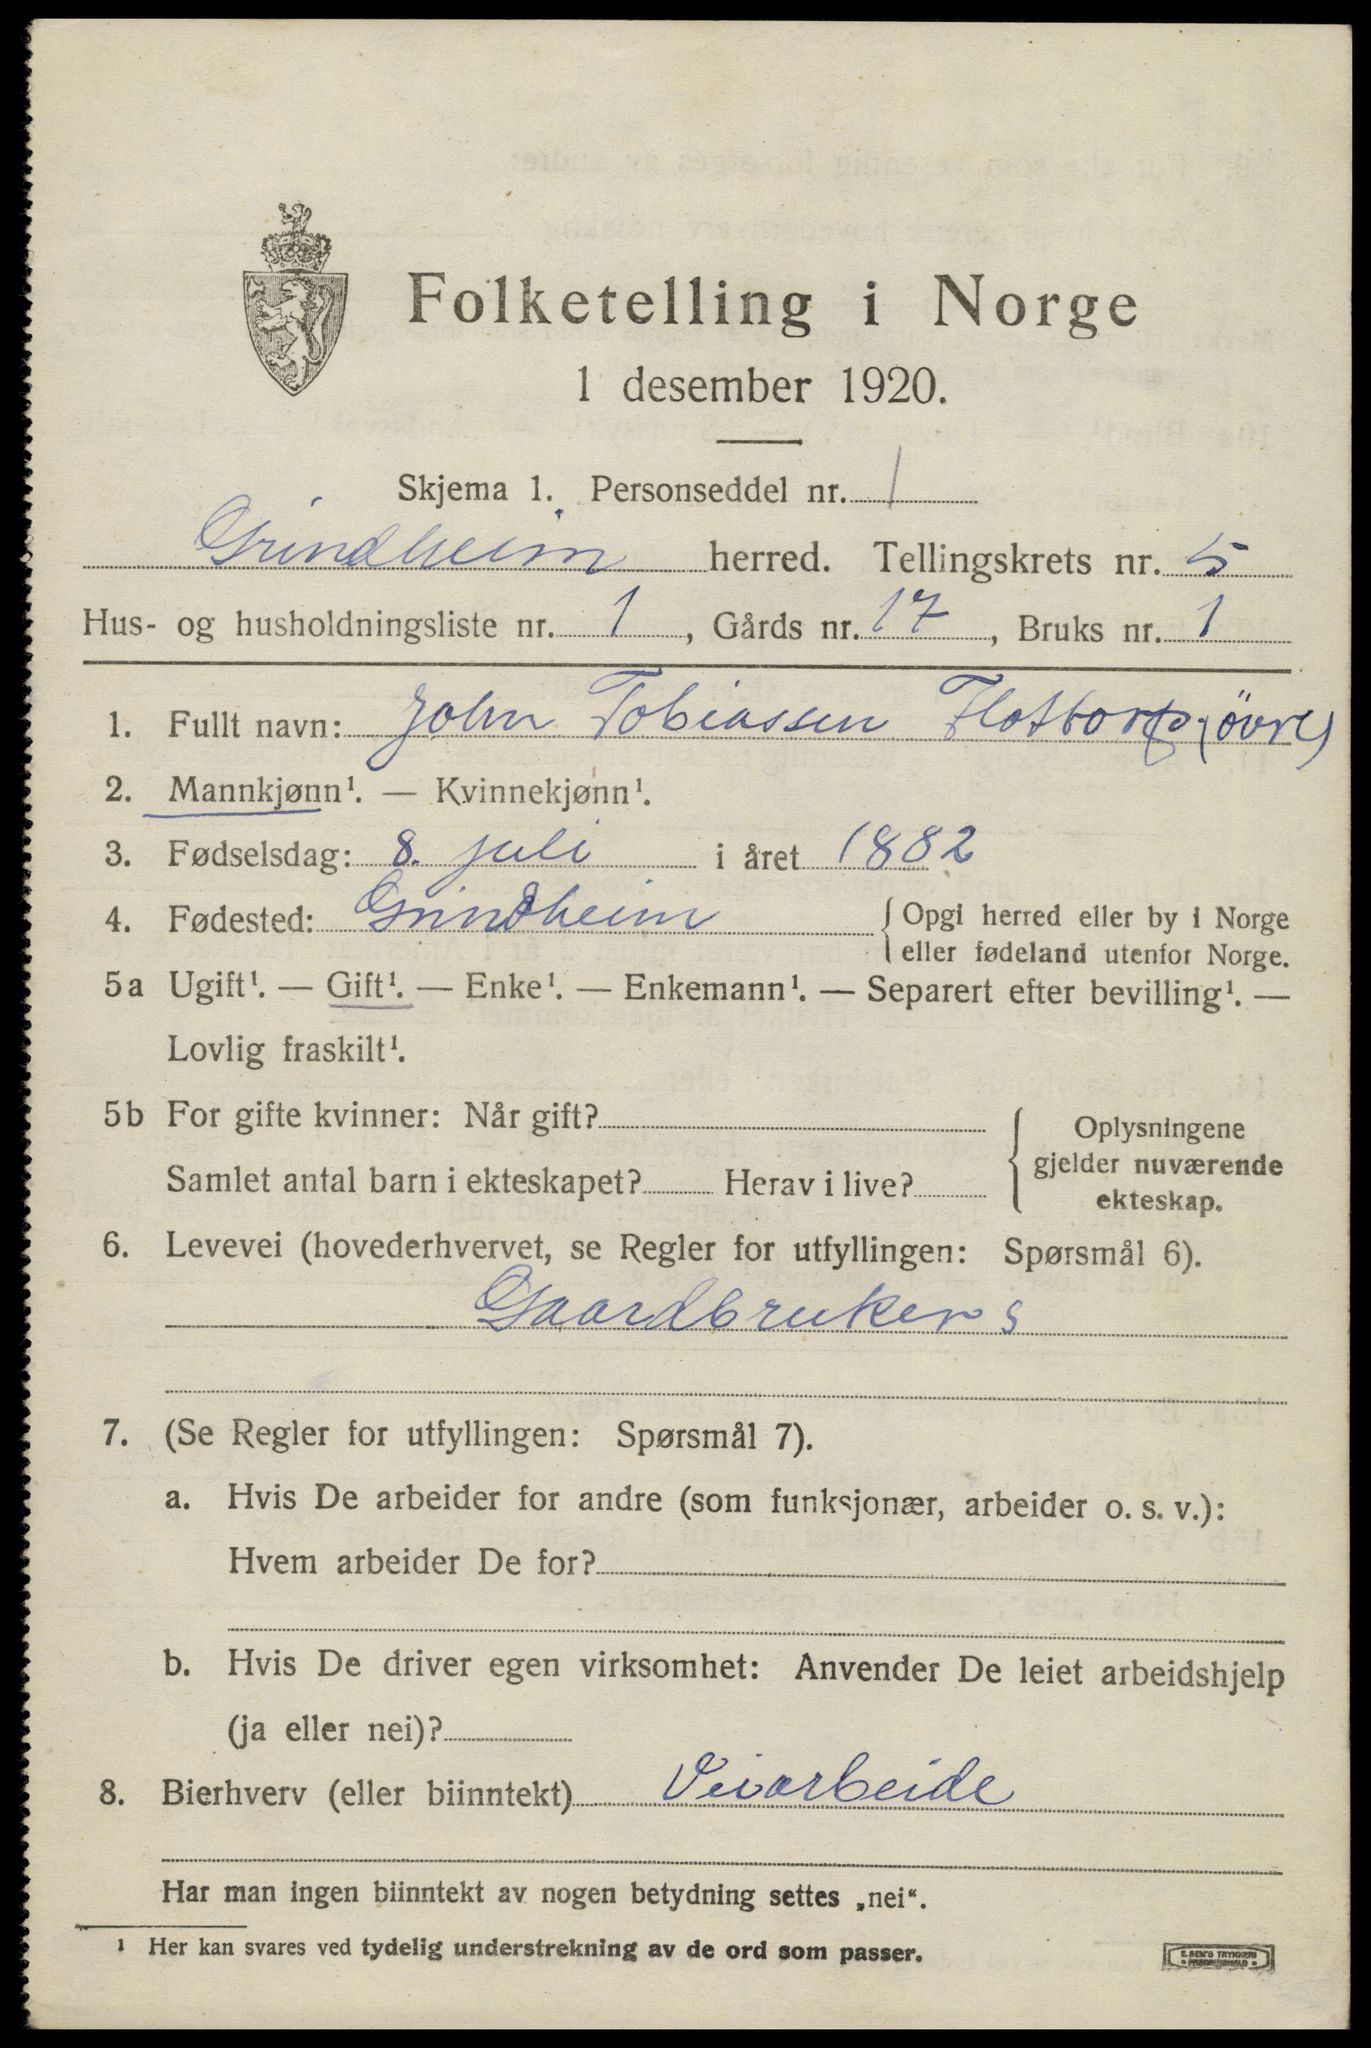 Folketelling i Norge
1 desember 1920.
Skjema 1. Personseddel nr. 1
Grindheim herred. Tellingskrets nr. 5
Hus- og husholdningsliste nr. 1, Gårds nr. 17, Bruks nr. 1
1. Fullt navn: John Tobiassen Flottorp (övre)
2. Mannkjønn¹. — Kvinnekjønn¹.
3. Fødselsdag: 8. juli i året 1882
4. Fødested: Grindheim { Opgi herred eller by i Norge
eller fødeland utenfor Norge.
5a Ugift¹. — Gift¹. — Enke¹. — Enkemann¹. — Separert efter bevilling¹. —
Lovlig fraskilt¹.
5b For gifte kvinner: Når gift?
Samlet antal barn i ekteskapet? Herav i live?
{ Oplysningene
gjelder nuværende
ekteskap.
6. Levevei (hovederhvervet, se Regler for utfyllingen: Spørsmål 6).
Gaardbruker s
7. (Se Regler for utfyllingen: Spørsmål 7).
a. Hvis De arbeider for andre (som funksjonær, arbeider o. s. v.):
Hvem arbeider De for?
b. Hvis De driver egen virksomhet: Anvender De leiet arbeidshjelp
(ja eller nei)?
8. Bierhverv (eller biinntekt) Veiarbeide
Har man ingen biinntekt av nogen betydning settes „nei“.
¹ Her kan svares ved tydelig understrekning av de ord som passer.